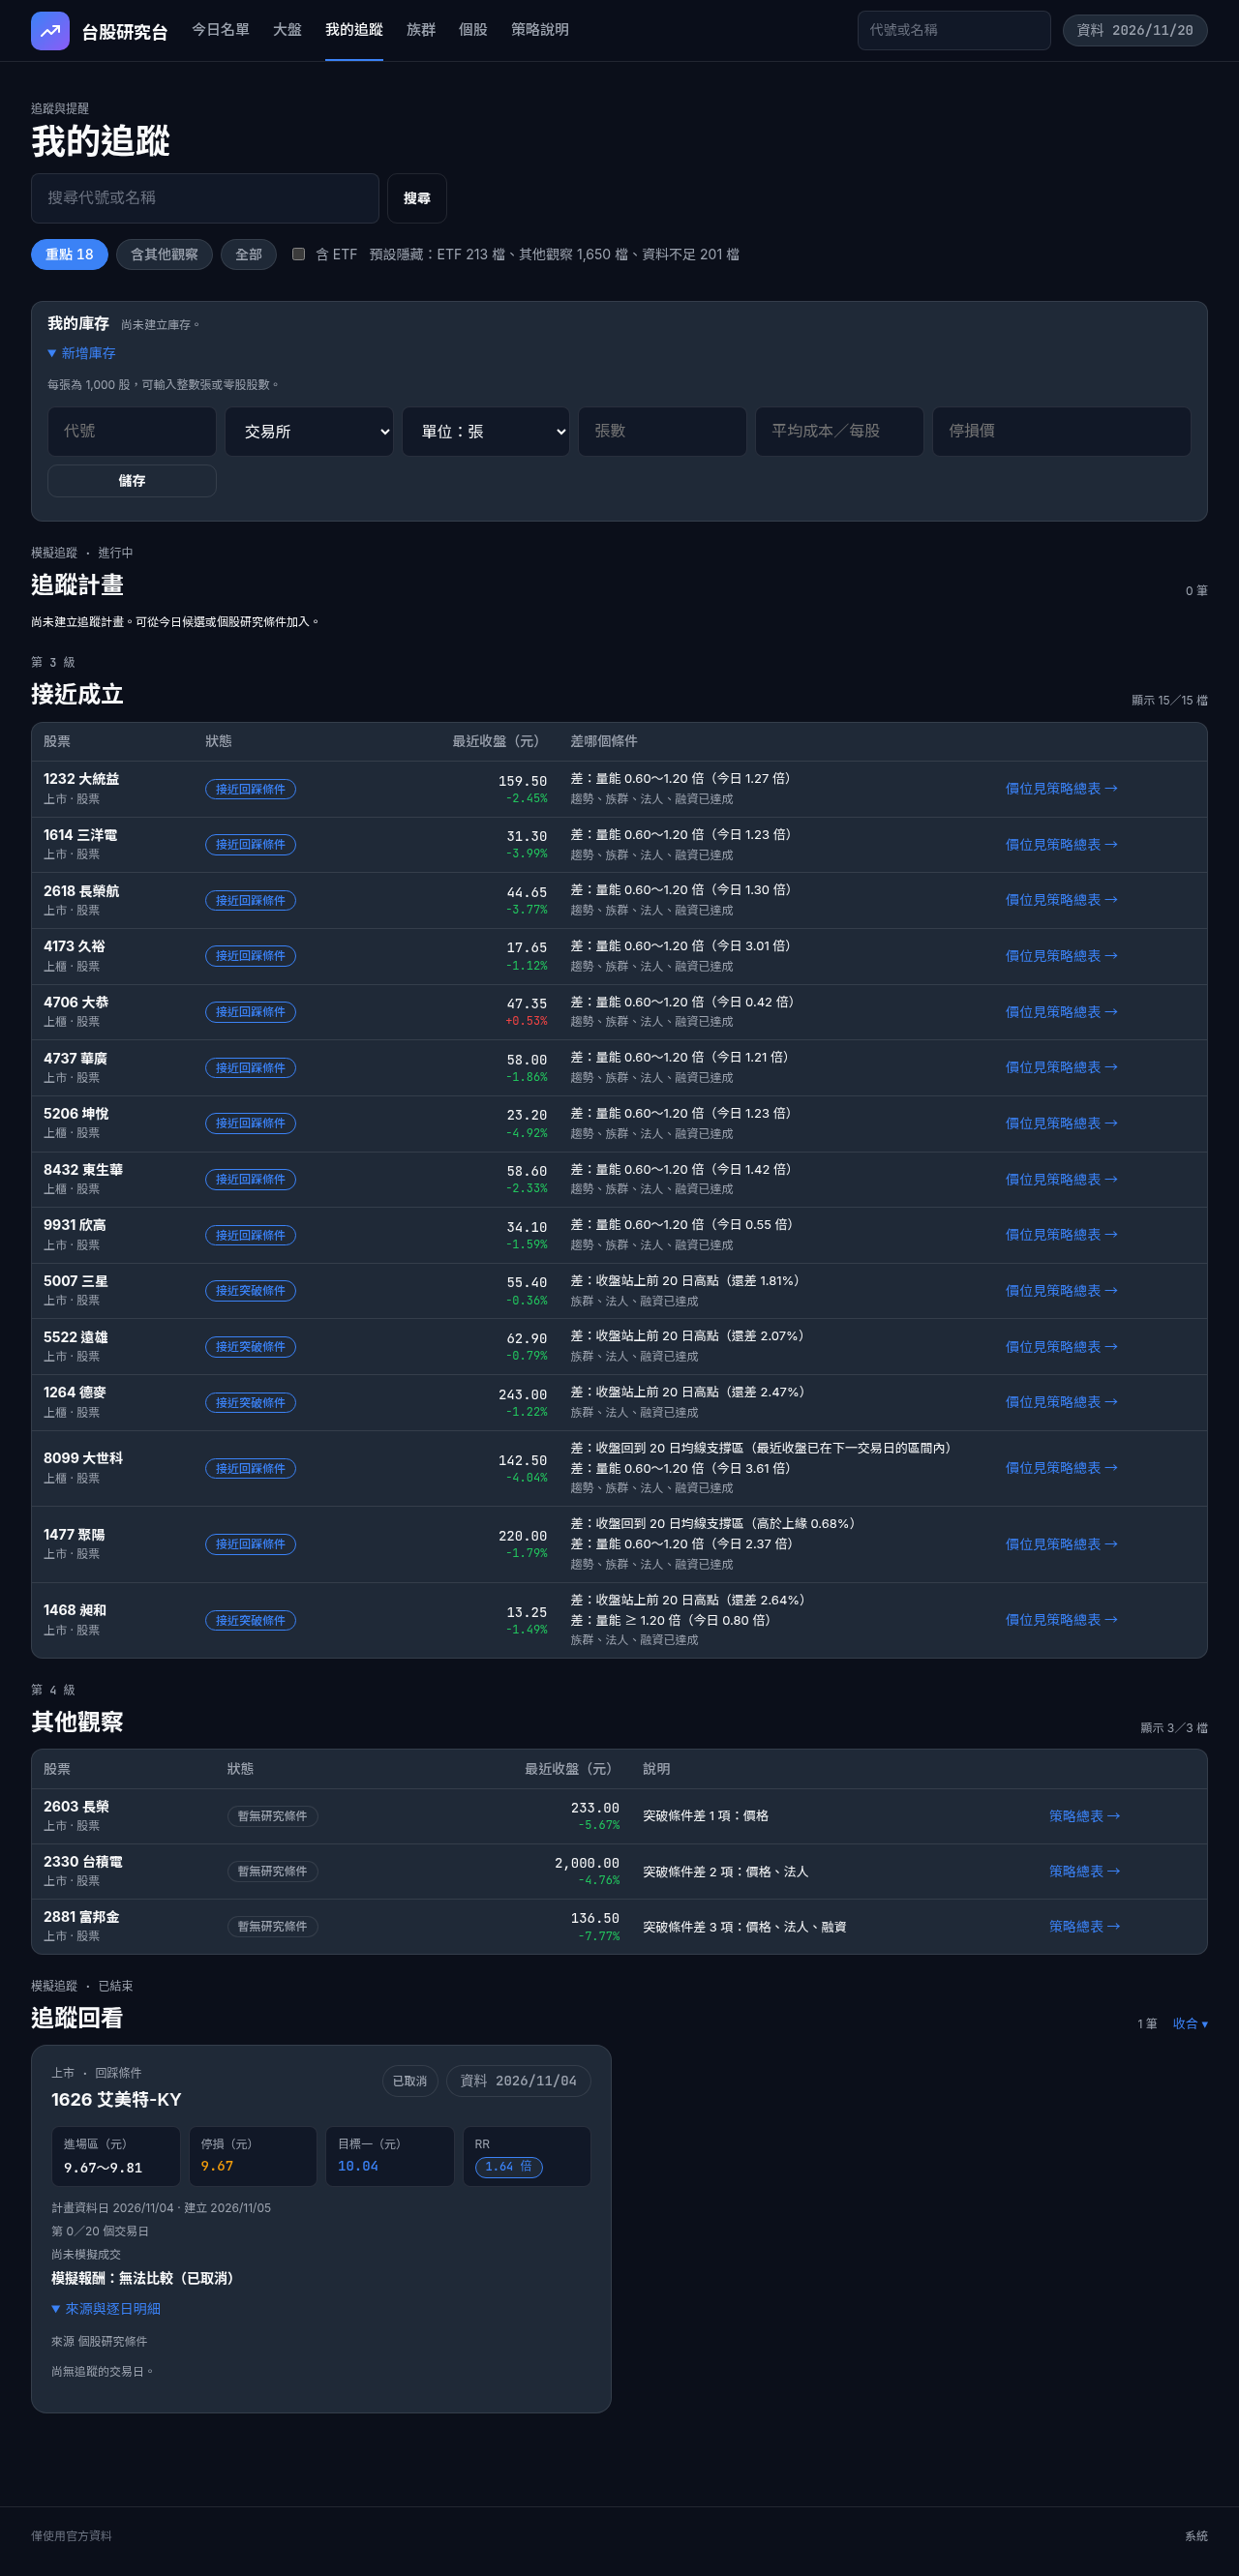 台股研究台 今日名單 大盤 我的追蹤 族群 個股 策略說明 代號或名稱 資料 2026/11/20
追蹤與提醒
我的追蹤
搜尋代號或名稱 搜尋
重點 18 含其他觀察 全部 含 ETF 預設隱藏：ETF 213 檔、其他觀察 1,650 檔、資料不足 201 檔
我的庫存 尚未建立庫存。
▼ 新增庫存
每張為 1,000 股，可輸入整數張或零股股數。
代號 交易所 單位：張 張數 平均成本／每股 停損價
儲存
模擬追蹤 · 進行中
追蹤計畫 0 筆
尚未建立追蹤計畫。可從今日候選或個股研究條件加入。
第 3 級
接近成立 顯示 15／15 檔
股票 狀態 最近收盤（元） 差哪個條件
1232 大統益 接近回踩條件 159.50 差：量能 0.60～1.20 倍（今日 1.27 倍） 價位見策略總表 →
上市 · 股票 -2.45% 趨勢、族群、法人、融資已達成
1614 三洋電 接近回踩條件 31.30 差：量能 0.60～1.20 倍（今日 1.23 倍） 價位見策略總表 →
上市 · 股票 -3.99% 趨勢、族群、法人、融資已達成
2618 長榮航 接近回踩條件 44.65 差：量能 0.60～1.20 倍（今日 1.30 倍） 價位見策略總表 →
上市 · 股票 -3.77% 趨勢、族群、法人、融資已達成
4173 久裕 接近回踩條件 17.65 差：量能 0.60～1.20 倍（今日 3.01 倍） 價位見策略總表 →
上櫃 · 股票 -1.12% 趨勢、族群、法人、融資已達成
4706 大恭 接近回踩條件 47.35 差：量能 0.60～1.20 倍（今日 0.42 倍） 價位見策略總表 →
上櫃 · 股票 +0.53% 趨勢、族群、法人、融資已達成
4737 華廣 接近回踩條件 58.00 差：量能 0.60～1.20 倍（今日 1.21 倍） 價位見策略總表 →
上市 · 股票 -1.86% 趨勢、族群、法人、融資已達成
5206 坤悅 接近回踩條件 23.20 差：量能 0.60～1.20 倍（今日 1.23 倍） 價位見策略總表 →
上櫃 · 股票 -4.92% 趨勢、族群、法人、融資已達成
8432 東生華 接近回踩條件 58.60 差：量能 0.60～1.20 倍（今日 1.42 倍） 價位見策略總表 →
上櫃 · 股票 -2.33% 趨勢、族群、法人、融資已達成
9931 欣高 接近回踩條件 34.10 差：量能 0.60～1.20 倍（今日 0.55 倍） 價位見策略總表 →
上市 · 股票 -1.59% 趨勢、族群、法人、融資已達成
5007 三星 接近突破條件 55.40 差：收盤站上前 20 日高點（還差 1.81%） 價位見策略總表 →
上市 · 股票 -0.36% 族群、法人、融資已達成
5522 遠雄 接近突破條件 62.90 差：收盤站上前 20 日高點（還差 2.07%） 價位見策略總表 →
上市 · 股票 -0.79% 族群、法人、融資已達成
1264 德麥 接近突破條件 243.00 差：收盤站上前 20 日高點（還差 2.47%） 價位見策略總表 →
上櫃 · 股票 -1.22% 族群、法人、融資已達成
8099 大世科 接近回踩條件 142.50 差：收盤回到 20 日均線支撐區（最近收盤已在下一交易日的區間內） 價位見策略總表 →
上櫃 · 股票 -4.04% 差：量能 0.60～1.20 倍（今日 3.61 倍）
趨勢、族群、法人、融資已達成
1477 聚陽 接近回踩條件 220.00 差：收盤回到 20 日均線支撐區（高於上緣 0.68%） 價位見策略總表 →
上市 · 股票 -1.79% 差：量能 0.60～1.20 倍（今日 2.37 倍）
趨勢、族群、法人、融資已達成
1468 昶和 接近突破條件 13.25 差：收盤站上前 20 日高點（還差 2.64%） 價位見策略總表 →
上市 · 股票 -1.49% 差：量能 ≥ 1.20 倍（今日 0.80 倍）
族群、法人、融資已達成
第 4 級
其他觀察 顯示 3／3 檔
股票 狀態 最近收盤（元） 說明
2603 長榮 暫無研究條件 233.00 突破條件差 1 項：價格 策略總表 →
上市 · 股票 -5.67%
2330 台積電 暫無研究條件 2,000.00 突破條件差 2 項：價格、法人 策略總表 →
上市 · 股票 -4.76%
2881 富邦金 暫無研究條件 136.50 突破條件差 3 項：價格、法人、融資 策略總表 →
上市 · 股票 -7.77%
模擬追蹤 · 已結束
追蹤回看 1 筆 收合 ▾
上市 · 回踩條件 已取消 資料 2026/11/04
1626 艾美特-KY
進場區（元） 停損（元） 目標一（元） RR
9.67～9.81 9.67 10.04 1.64 倍
計畫資料日 2026/11/04 · 建立 2026/11/05
第 0／20 個交易日
尚未模擬成交
模擬報酬：無法比較（已取消）
▼ 來源與逐日明細
來源 個股研究條件
尚無追蹤的交易日。
僅使用官方資料 系統